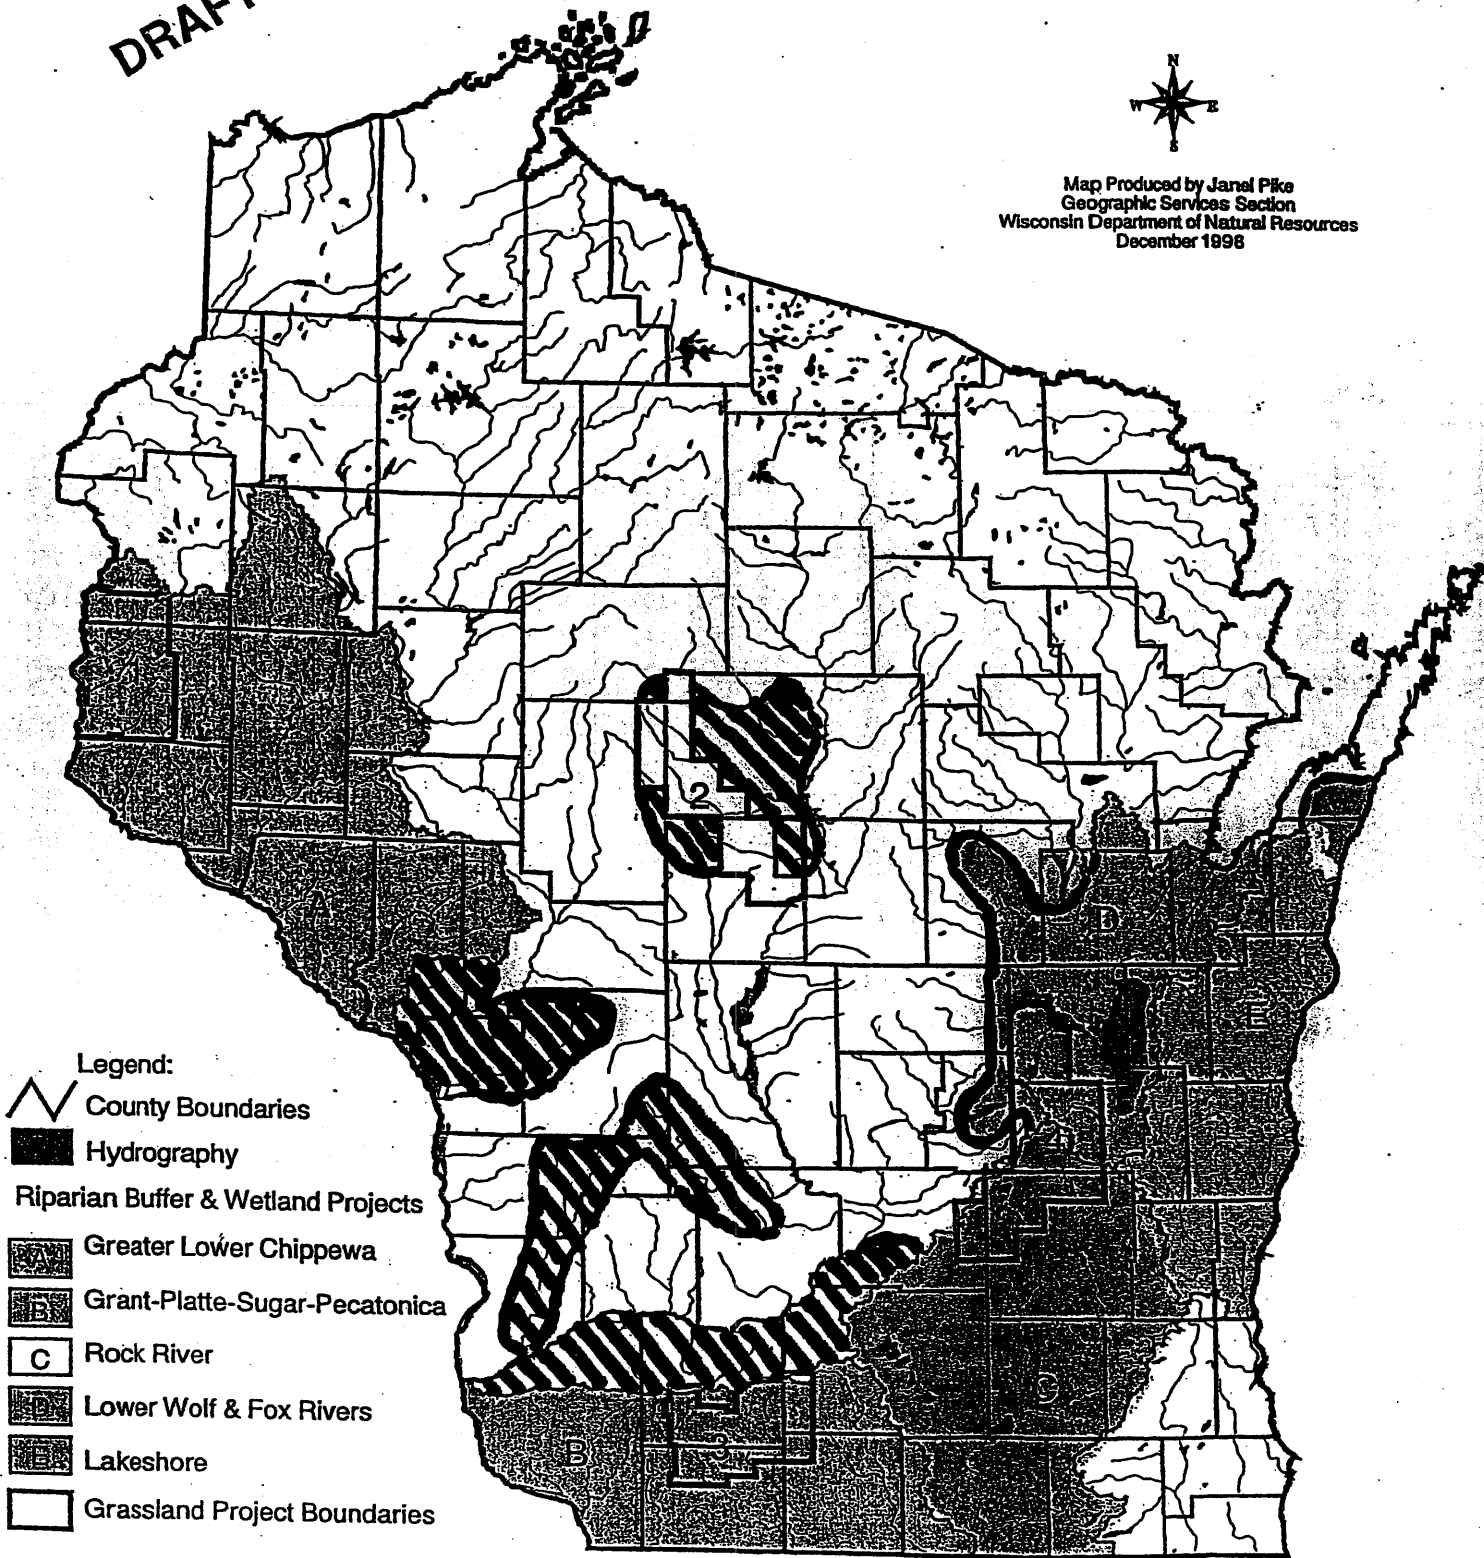 DRAFT
N
W E
S
Map Produced by Janel Pike
Geographic Services Section
Wisconsin Department of Natural Resources
December 1998
2
A
D
E
D
B
3
C
Legend:
County Boundaries
Hydrography
Riparian Buffer & Wetland Projects
A Greater Lower Chippewa
B Grant-Platte-Sugar-Pecatonica
C Rock River
D Lower Wolf & Fox Rivers
E Lakeshore
Grassland Project Boundaries